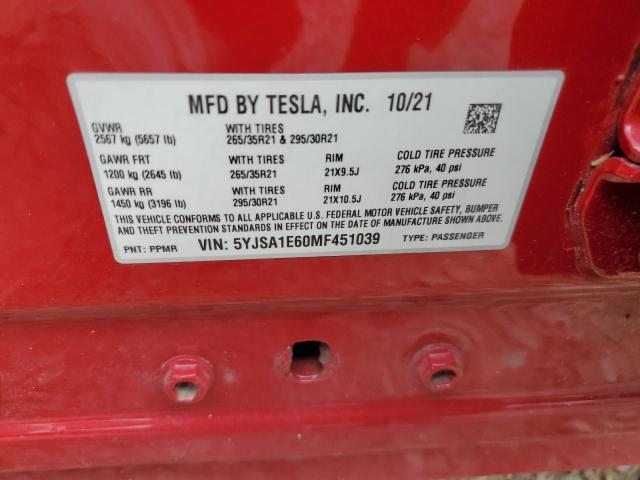 MFD BY TESLA, INC. 10/21
GVWR
2567 kg (5657 lb)
WITH TIRES
265/35R21 & 295/30R21
GAWR FRT
1200 kg (2645 lb)
WITH TIRES
265/35R21
RIM
21X9.5J
COLD TIRE PRESSURE
276 kPa, 40 psi
GAWR RR
1450 kg (3196 lb)
WITH TIRES
295/30R21
RIM
21X10.5J
COLD TIRE PRESSURE
276 kPa, 40 psi
THIS VEHICLE CONFORMS TO ALL APPLICABLE U.S. FEDERAL MOTOR VEHICLE SAFETY, BUMPER
AND THEFT PREVENTION STANDARDS IN EFFECT ON THE DATE OF MANUFACTURE SHOWN ABOVE.
PNT: PPMR VIN: 5YJSA1E60MF451039 TYPE: PASSENGER